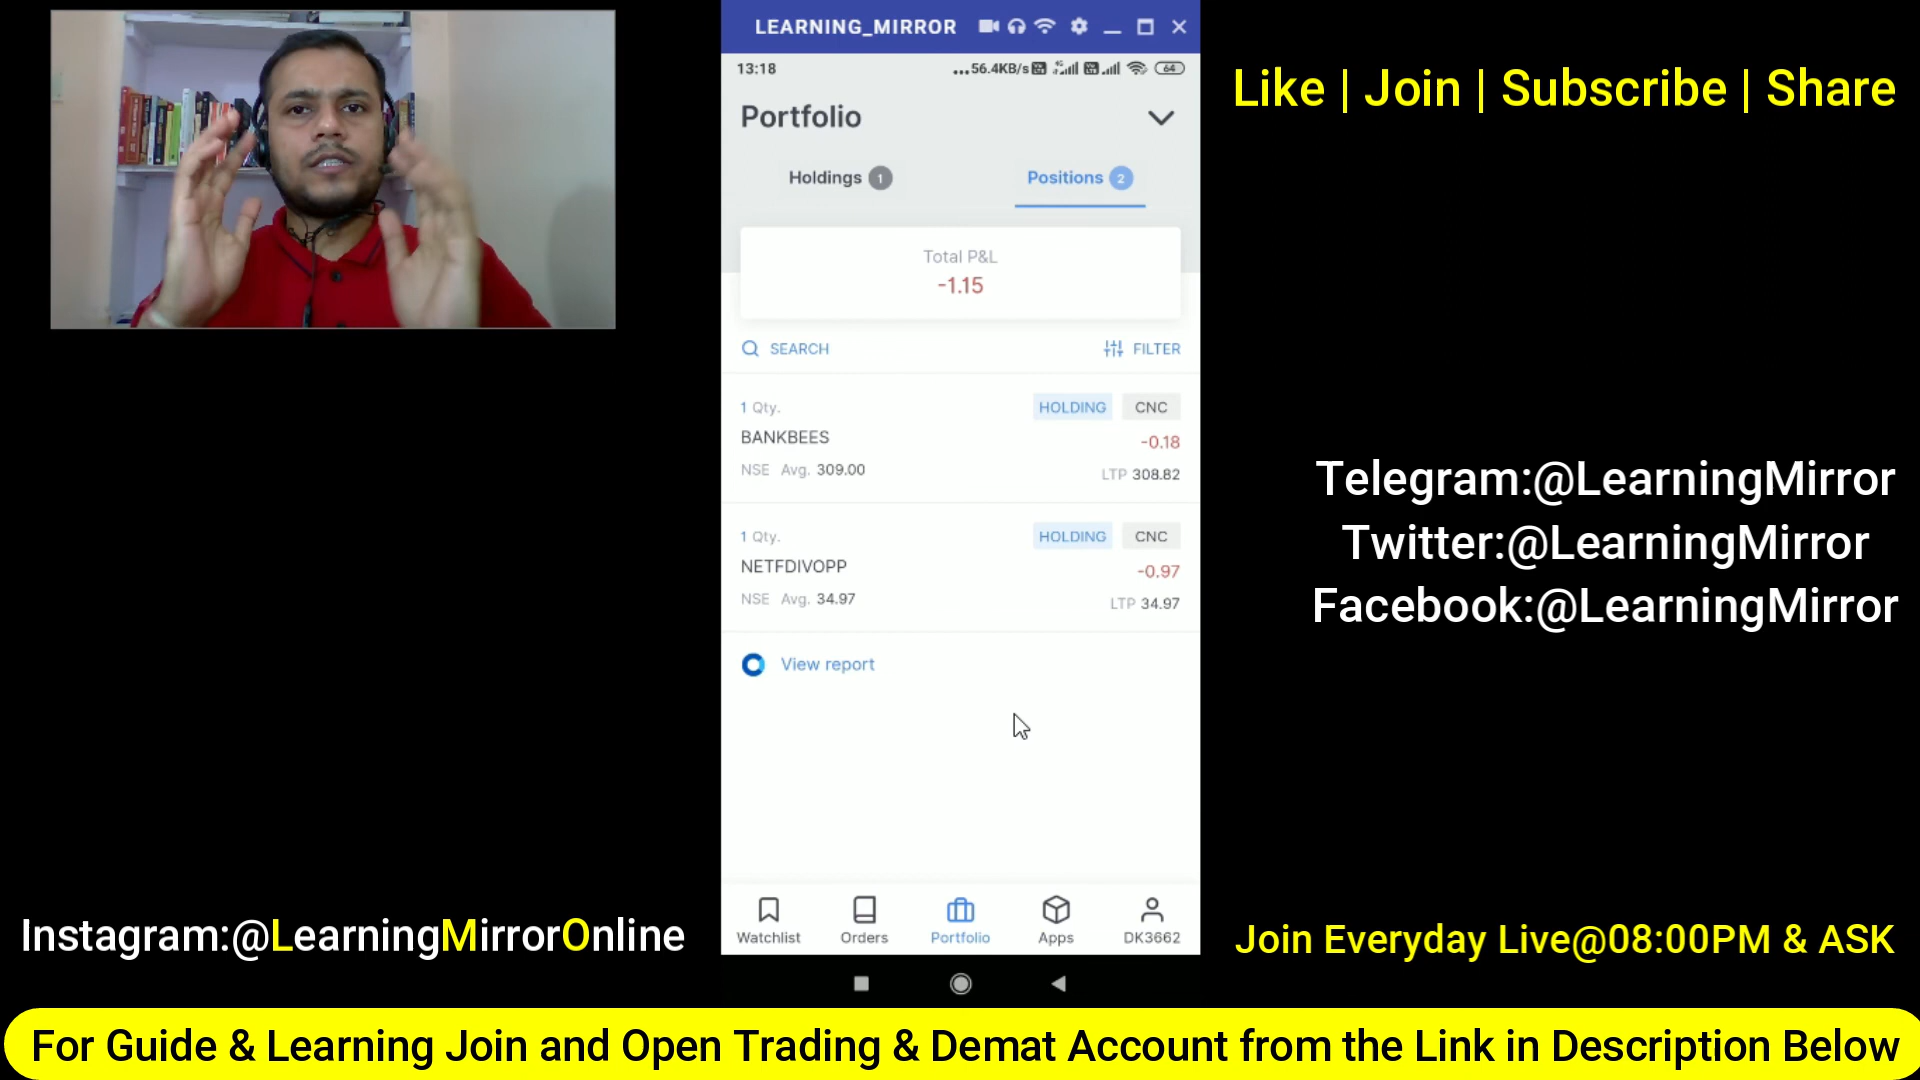 LEARNING_MIRROR
13:18
...56.4KB/s
64
Portfolio
Holdings 1
Positions 2
Total P&L
-1.15
SEARCH
FILTER
1 Qty.
HOLDING CNC
BANKBEES
-0.18
NSE Avg. 309.00
LTP 308.82
1 Qty.
HOLDING CNC
NETFDIVOPP
-0.97
NSE Avg. 34.97
LTP 34.97
View report
Watchlist
Orders
Portfolio
Apps
DK3662
Like | Join | Subscribe | Share
Telegram:@LearningMirror
Twitter:@LearningMirror
Facebook:@LearningMirror
Instagram:@LearningMirrorOnline
Join Everyday Live@08:00PM & ASK
For Guide & Learning Join and Open Trading & Demat Account from the Link in Description Below